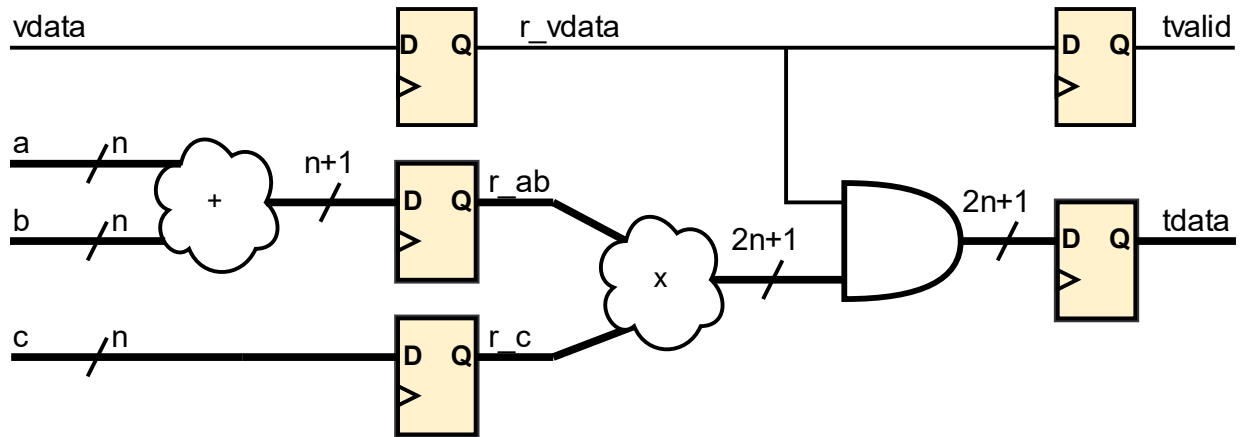 vdata
D Q
r_vdata
D Q
tvalid
a
n
+
n+1
D Q
r_ab
b
n
x
2n+1
2n+1
D Q
tdata
c
n
D Q
r_c